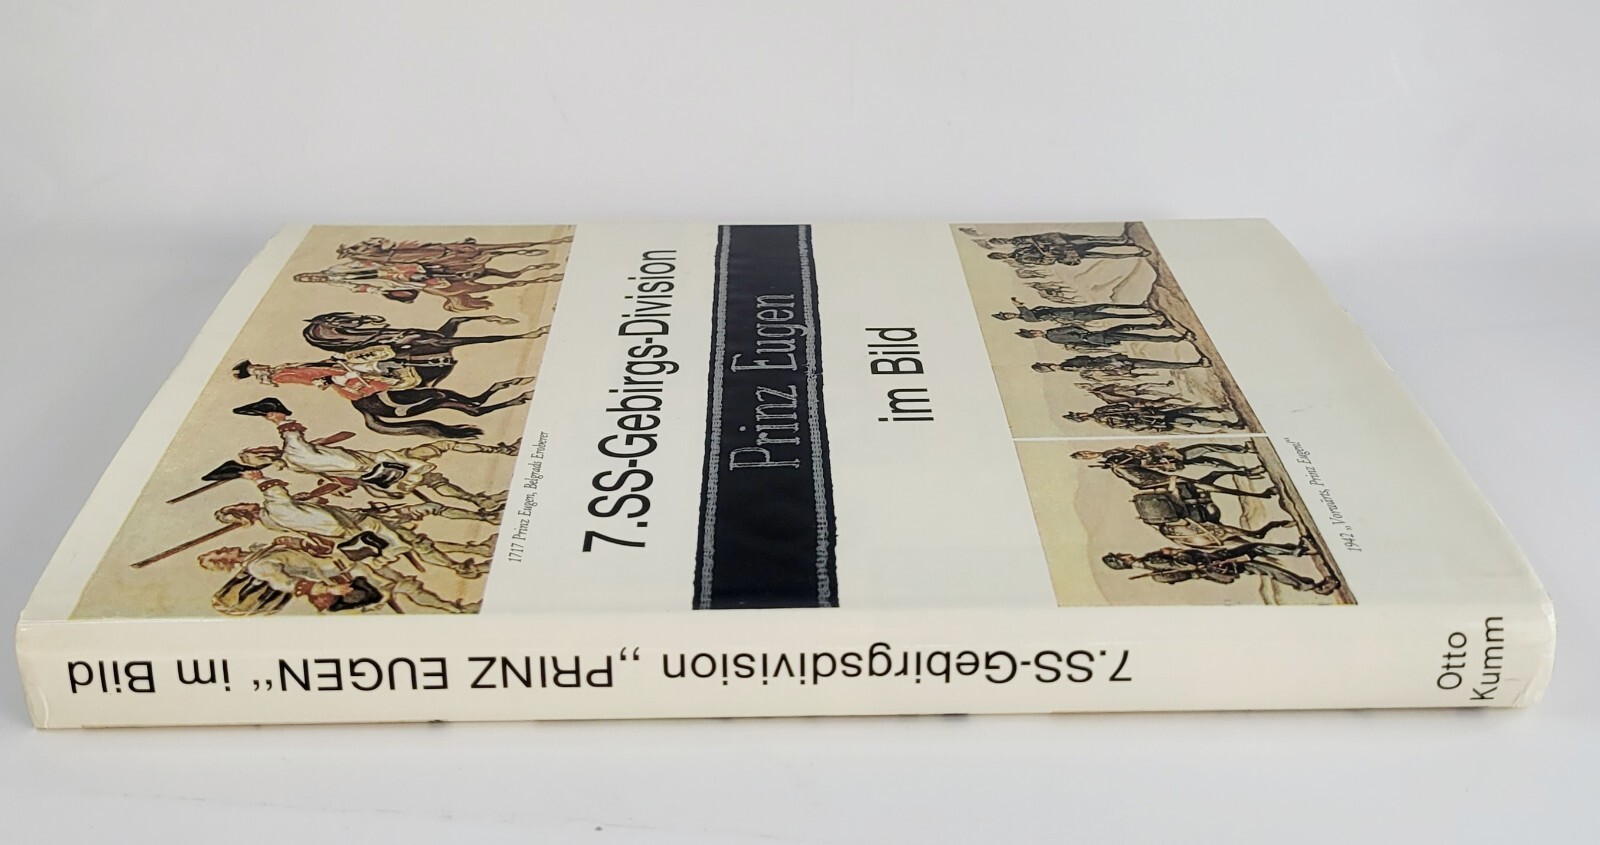 1717 Prinz Eugen, Belgrads Eroberer
7.SS-Gebirgs-Division
Prinz Eugen
im Bild
1942 „Vorwärts, Prinz Eugen!“
7.SS-Gebirgsdivision „PRINZ EUGEN“ im Bild
Otto
Kumm